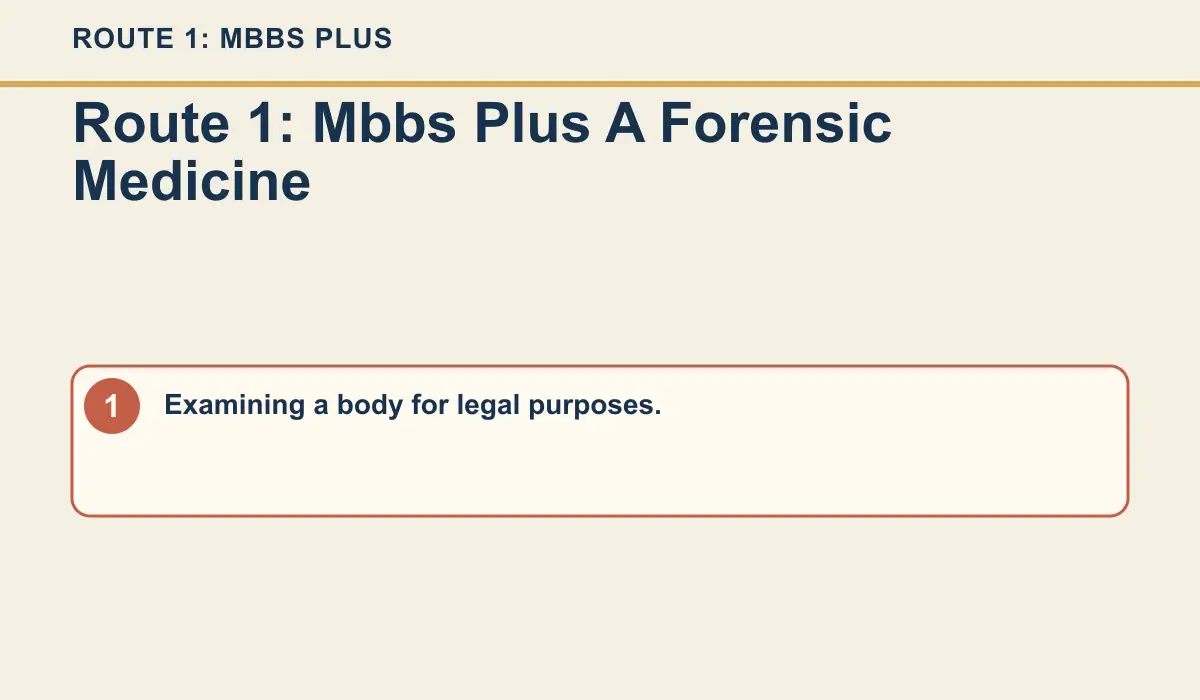 ROUTE 1: MBBS PLUS
Route 1: Mbbs Plus A Forensic
Medicine
1 Examining a body for legal purposes.